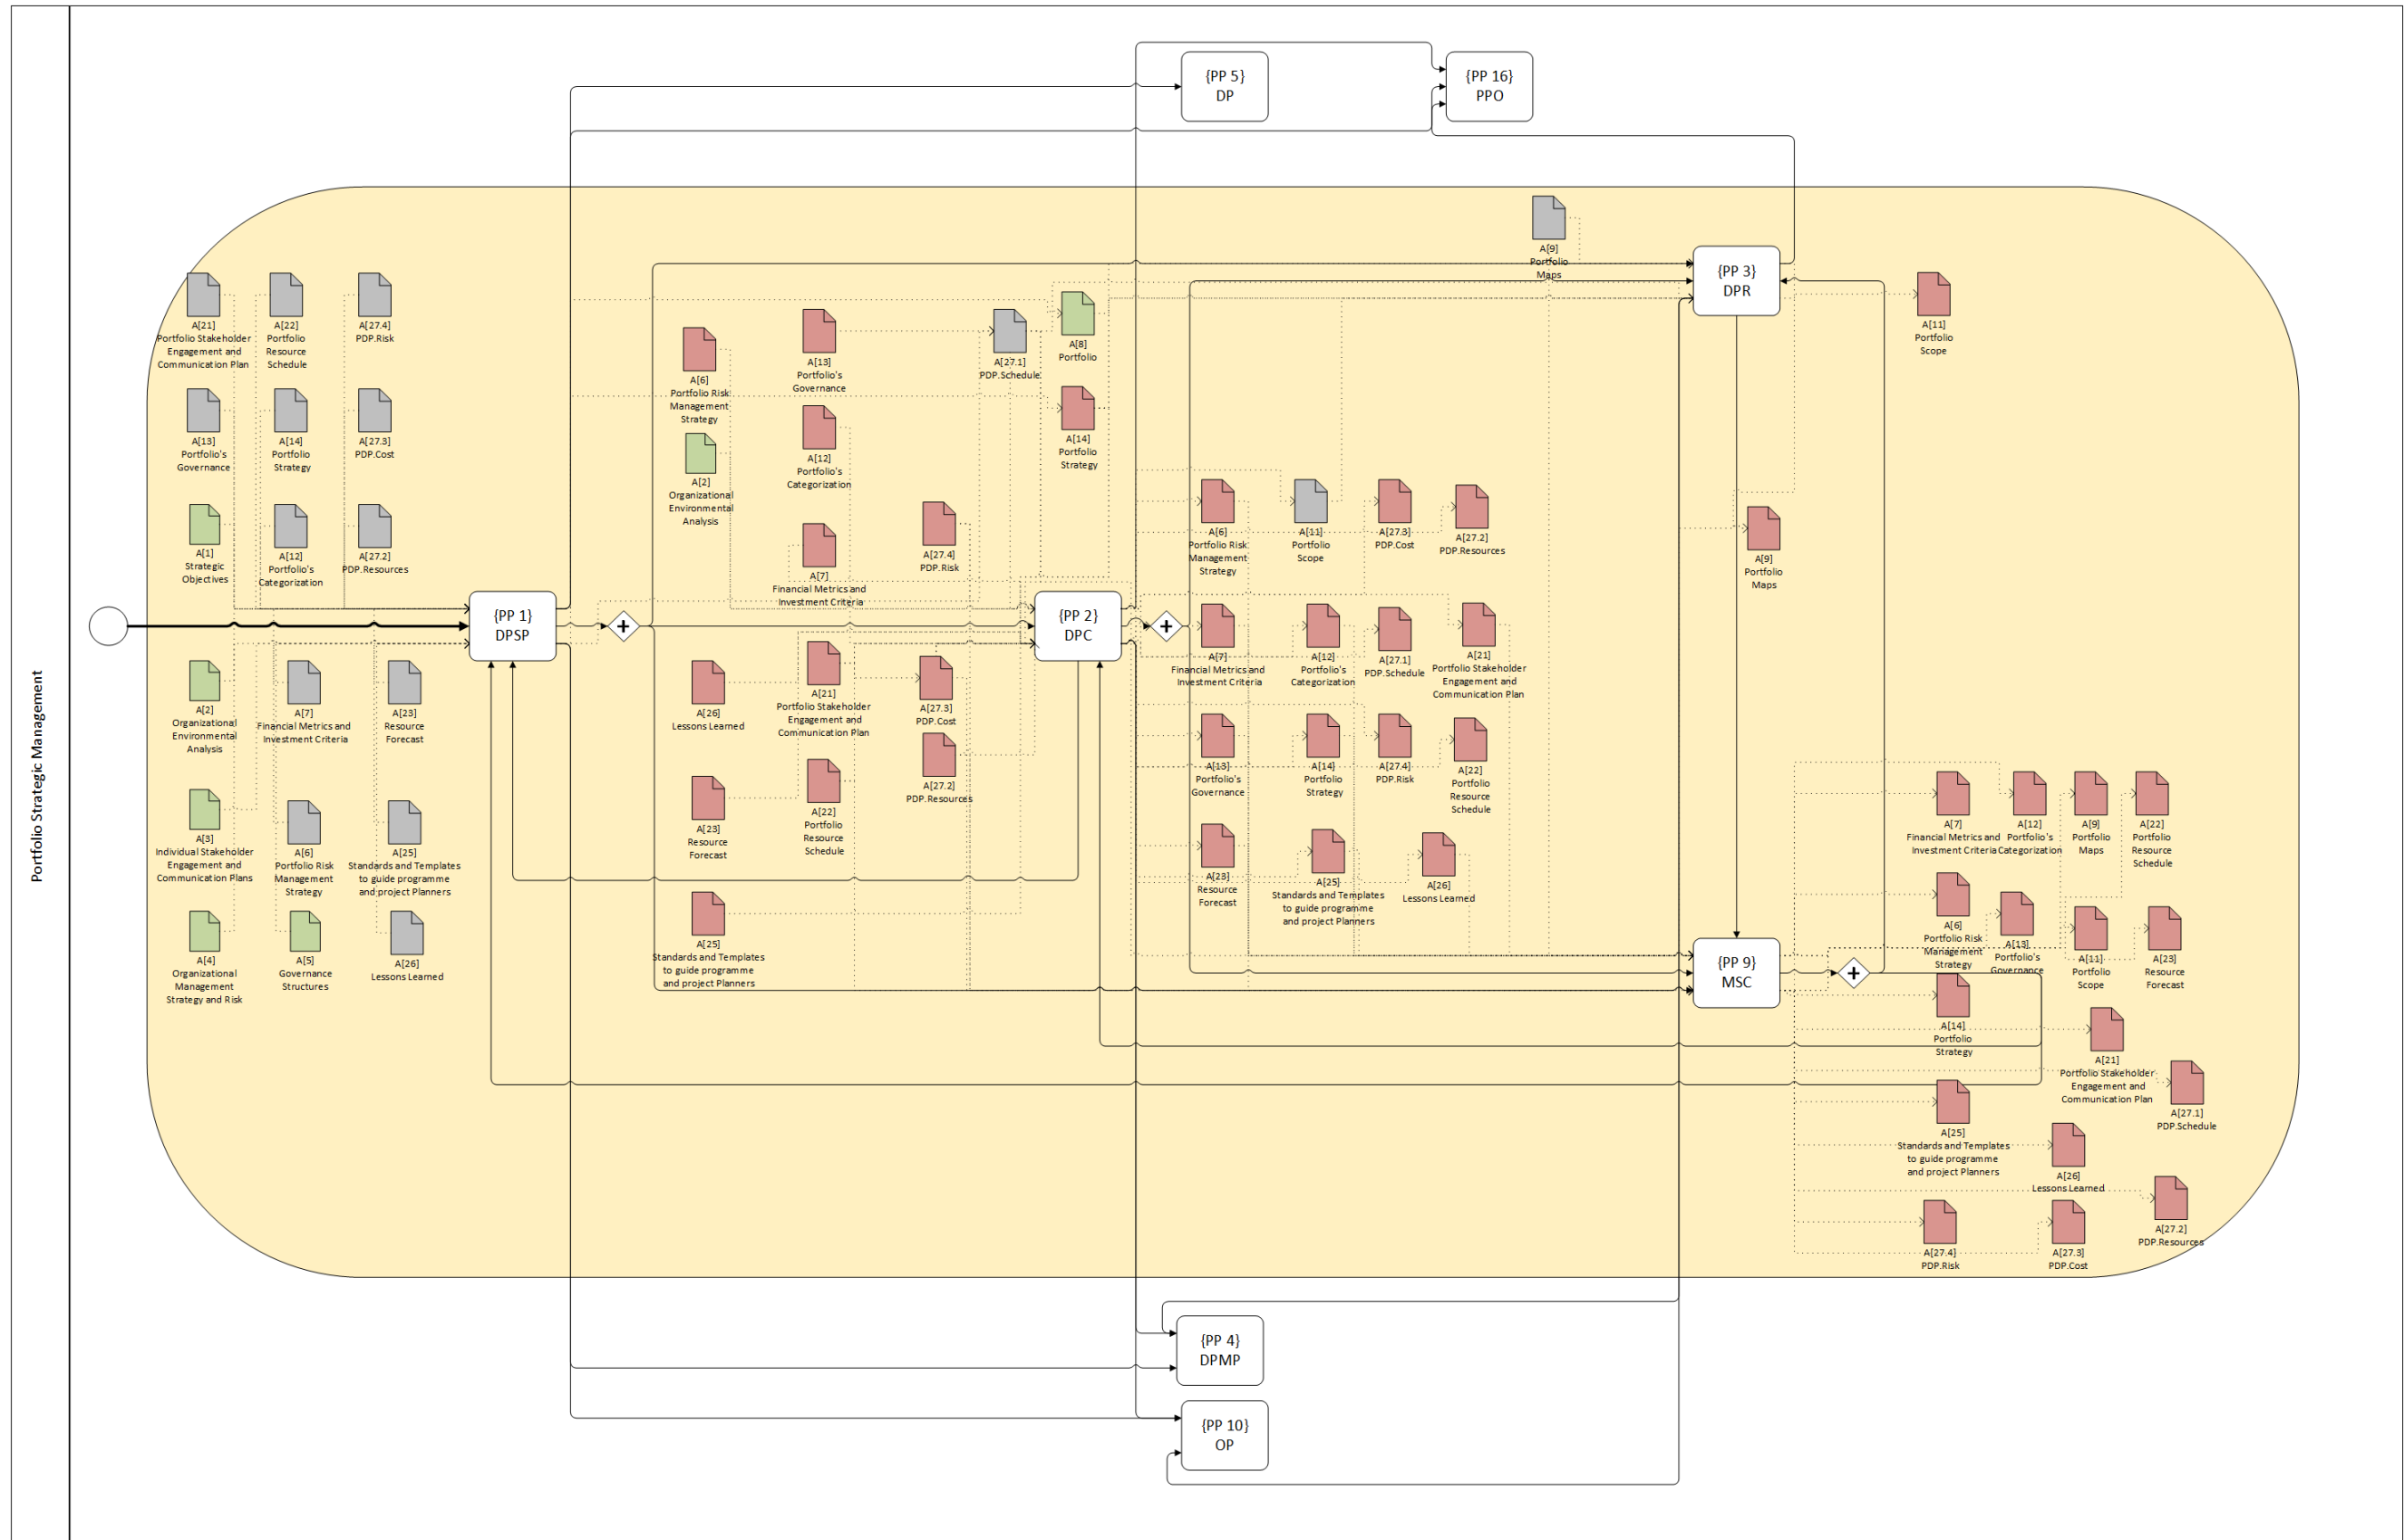 Portfolio Strategic Management
{PP 5}
DP
{PP 16}
PPO
A[9]
Portfolio
Maps
{PP 3}
DPR
A[11]
Portfolio
Scope
A[21]
Portfolio Stakeholder
Engagement and
Communication Plan
A[22]
Portfolio
Resource
Schedule
A[27.4]
PDP.Risk
A[13]
Portfolio's
Governance
A[14]
Portfolio
Strategy
A[27.3]
PDP.Cost
A[1]
Strategic
Objectives
A[12]
Portfolio's
Categorization
A[27.2]
PDP.Resources
{PP 1}
DPSP
A[2]
Organizational
Environmental
Analysis
A[7]
Financial Metrics and
Investment Criteria
A[23]
Resource
Forecast
A[3]
Individual Stakeholder
Engagement and
Communication Plans
A[6]
Portfolio Risk
Management
Strategy
A[25]
Standards and Templates
to guide programme
and project Planners
A[4]
Organizational
Management
Strategy and Risk
A[5]
Governance
Structures
A[26]
Lessons Learned
A[6]
Portfolio Risk
Management
Strategy
A[13]
Portfolio's
Governance
A[27.1]
PDP.Schedule
A[8]
Portfolio
A[2]
Organizational
Environmental
Analysis
A[12]
Portfolio's
Categorization
A[14]
Portfolio
Strategy
A[7]
Financial Metrics and
Investment Criteria
A[27.4]
PDP.Risk
{PP 2}
DPC
A[26]
Lessons Learned
A[21]
Portfolio Stakeholder
Engagement and
Communication Plan
A[27.3]
PDP.Cost
A[23]
Resource
Forecast
A[22]
Portfolio
Resource
Schedule
A[27.2]
PDP.Resources
A[25]
Standards and Templates
to guide programme
and project Planners
A[6]
Portfolio Risk
Management
Strategy
A[11]
Portfolio
Scope
A[27.3]
PDP.Cost
A[27.2]
PDP.Resources
A[7]
Financial Metrics and
Investment Criteria
A[12]
Portfolio's
Categorization
A[27.1]
PDP.Schedule
A[21]
Portfolio Stakeholder
Engagement and
Communication Plan
A[13]
Portfolio's
Governance
A[14]
Portfolio
Strategy
A[27.4]
PDP.Risk
A[22]
Portfolio
Resource
Schedule
A[23]
Resource
Forecast
A[25]
Standards and Templates
to guide programme
and project Planners
A[26]
Lessons Learned
A[9]
Portfolio
Maps
{PP 9}
MSC
A[7]
Financial Metrics and
Investment Criteria
A[12]
Portfolio's
Categorization
A[9]
Portfolio
Maps
A[22]
Portfolio
Resource
Schedule
A[6]
Portfolio Risk
Management
Strategy
A[13]
Portfolio's
Governance
A[11]
Portfolio
Scope
A[23]
Resource
Forecast
A[14]
Portfolio
Strategy
A[21]
Portfolio Stakeholder
Engagement and
Communication Plan
A[27.1]
PDP.Schedule
A[25]
Standards and Templates
to guide programme
and project Planners
A[26]
Lessons Learned
A[27.2]
PDP.Resources
A[27.4]
PDP.Risk
A[27.3]
PDP.Cost
{PP 4}
DPMP
{PP 10}
OP